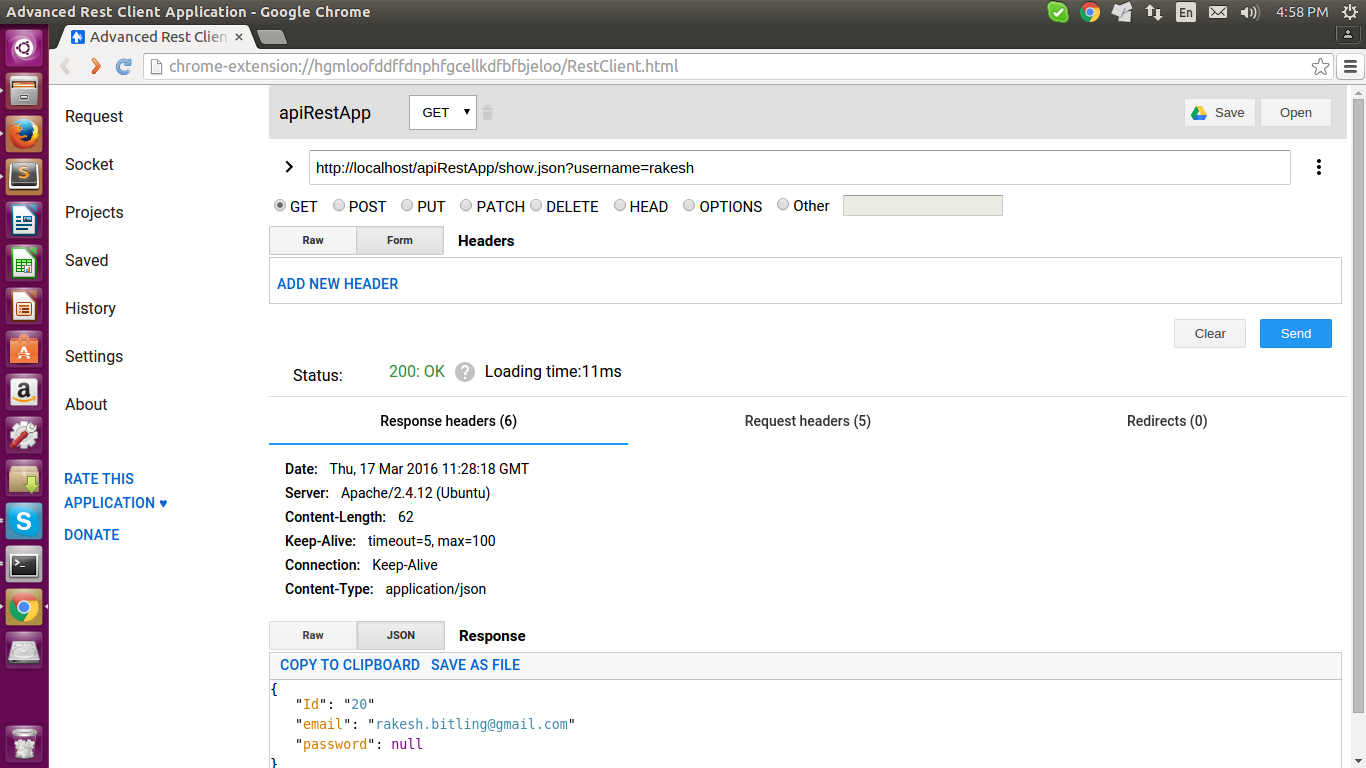 Advanced Rest Client Application - Google Chrome En 4:58 PM
Advanced Rest Clien ×
chrome-extension://hgmloofddffdnphfgcellkdfbfbjeloo/RestClient.html
Request
Socket
Projects
Saved
History
Settings
About
RATE THIS
APPLICATION ♥
DONATE
apiRestApp GET Save Open
http://localhost/apiRestApp/show.json?username=rakesh
GET POST PUT PATCH DELETE HEAD OPTIONS Other
Raw Form Headers
ADD NEW HEADER
Clear Send
Status: 200: OK ? Loading time:11ms
Response headers (6) Request headers (5) Redirects (0)
Date: Thu, 17 Mar 2016 11:28:18 GMT
Server: Apache/2.4.12 (Ubuntu)
Content-Length: 62
Keep-Alive: timeout=5, max=100
Connection: Keep-Alive
Content-Type: application/json
Raw JSON Response
COPY TO CLIPBOARD SAVE AS FILE
{
"Id": "20"
"email": "rakesh.bitling@gmail.com"
"password": null
}